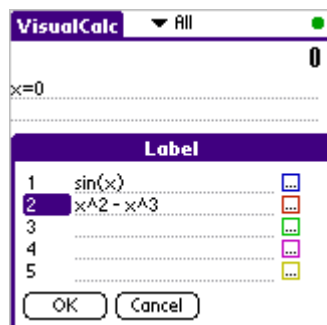 VisualCalc All
0
x=0
Label
1 sin(x) ...
2 x^2 - x^3 ...
3 ...
4 ...
5 ...
OK Cancel